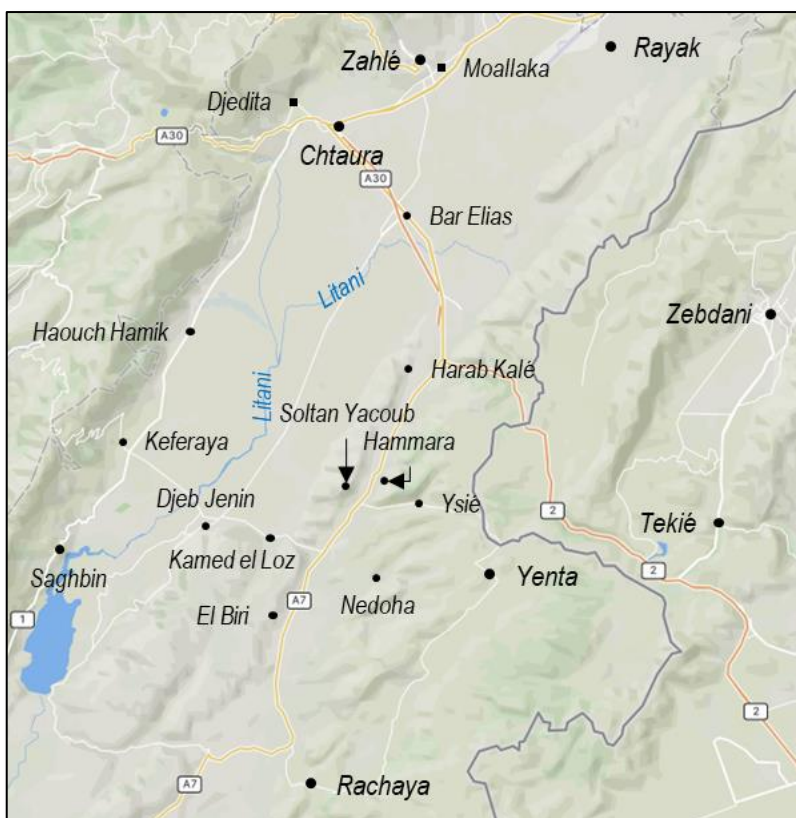 Zahlé
Rayak
Moallaka
Djedita
A30
Chtaura
A30
Bar Elias
Litani
Zebdani
Haouch Hamik
Harab Kalé
Litani
Soltan Yacoub
Hammara
Keferaya
Djeb Jenin
Ysiè
2
Tekié
Kamed el Loz
Saghbin
Yenta
2
Nedoha
A7
El Biri
1
2
A7
Rachaya